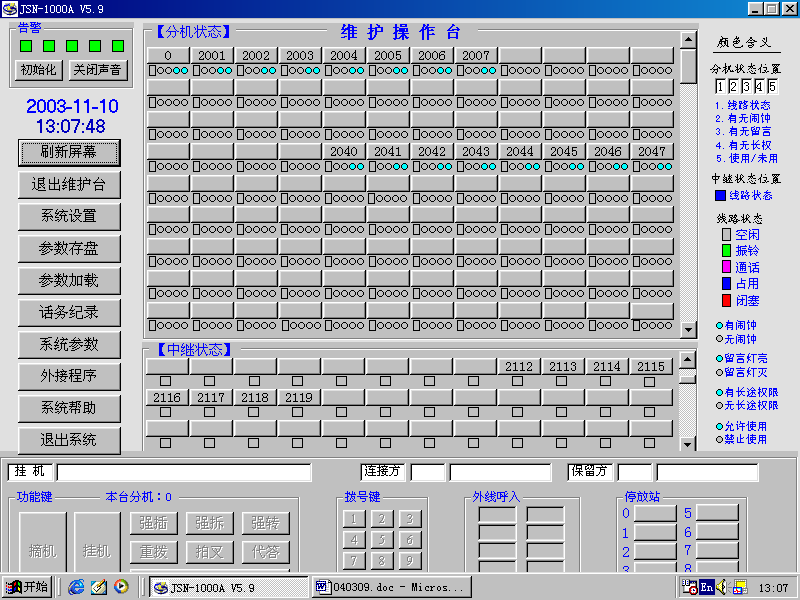 JSN-1000A V5.9
告警
初始化 关闭声音
2003-11-10
13:07:48
刷新屏幕
退出维护台
系统设置
参数存盘
参数加载
话务纪录
系统参数
外接程序
系统帮助
退出系统
【分机状态】 维护操作台
0 2001 2002 2003 2004 2005 2006 2007
2040 2041 2042 2043 2044 2045 2046 2047
【中继状态】
2112 2113 2114 2115
2116 2117 2118 2119
颜色含义
分机状态位置
1 2 3 4 5
1. 线路状态
2. 有无闹钟
3. 有无留言
4. 有无长权
5. 使用/未用
中继状态位置
线路状态
线路状态
空闲
振铃
通话
占用
闭塞
有闹钟
无闹钟
留言灯亮
留言灯灭
有长途权限
无长途权限
允许使用
禁止使用
挂 机 连接方 保留方
功能键 本台分机：0
摘机 挂机
强插 强拆 强转
重拨 拍叉 代答
拨号键
1 2 3
4 5 6
7 8 9
外线呼入
停放站
0 5
1 6
2 7
3 8
开始 JSN-1000A V5.9 040309.doc - Micros... En 13:07